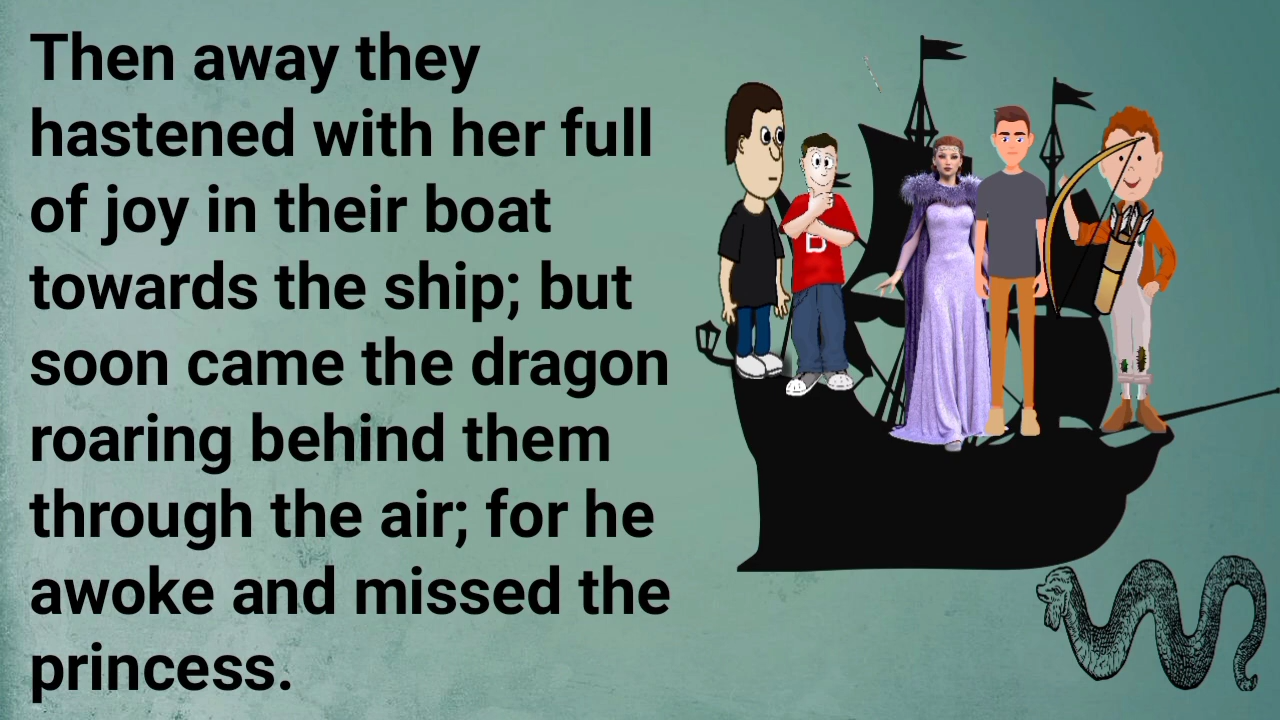 Then away they
hastened with her full
of joy in their boat
towards the ship; but
soon came the dragon
roaring behind them
through the air; for he
awoke and missed the
princess.
B